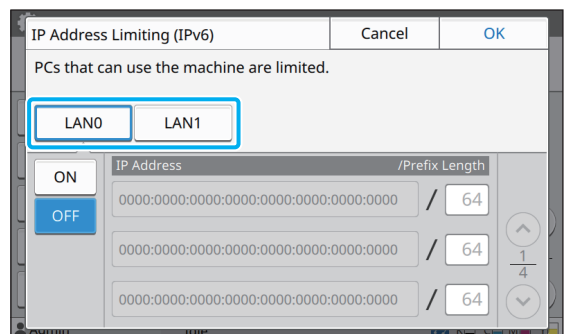 IP Address Limiting (IPv6) Cancel OK
PCs that can use the machine are limited.
LAN0 LAN1
ON
OFF
IP Address /Prefix Length
0000:0000:0000:0000:0000:0000:0000:0000 / 64
0000:0000:0000:0000:0000:0000:0000:0000 / 64
1
4
0000:0000:0000:0000:0000:0000:0000:0000 / 64